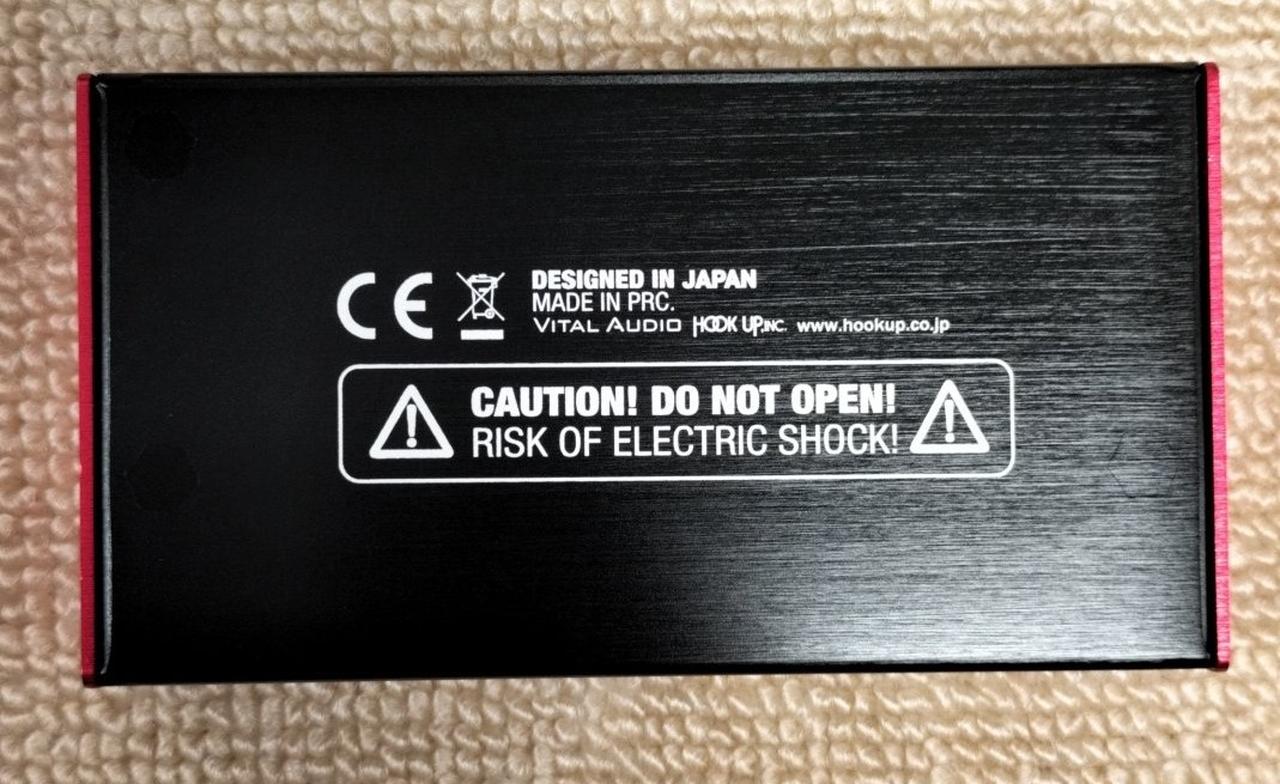 CE DESIGNED IN JAPAN
MADE IN PRC.
VITAL AUDIO HOOK UP,INC. www.hookup.co.jp
CAUTION! DO NOT OPEN!
RISK OF ELECTRIC SHOCK!